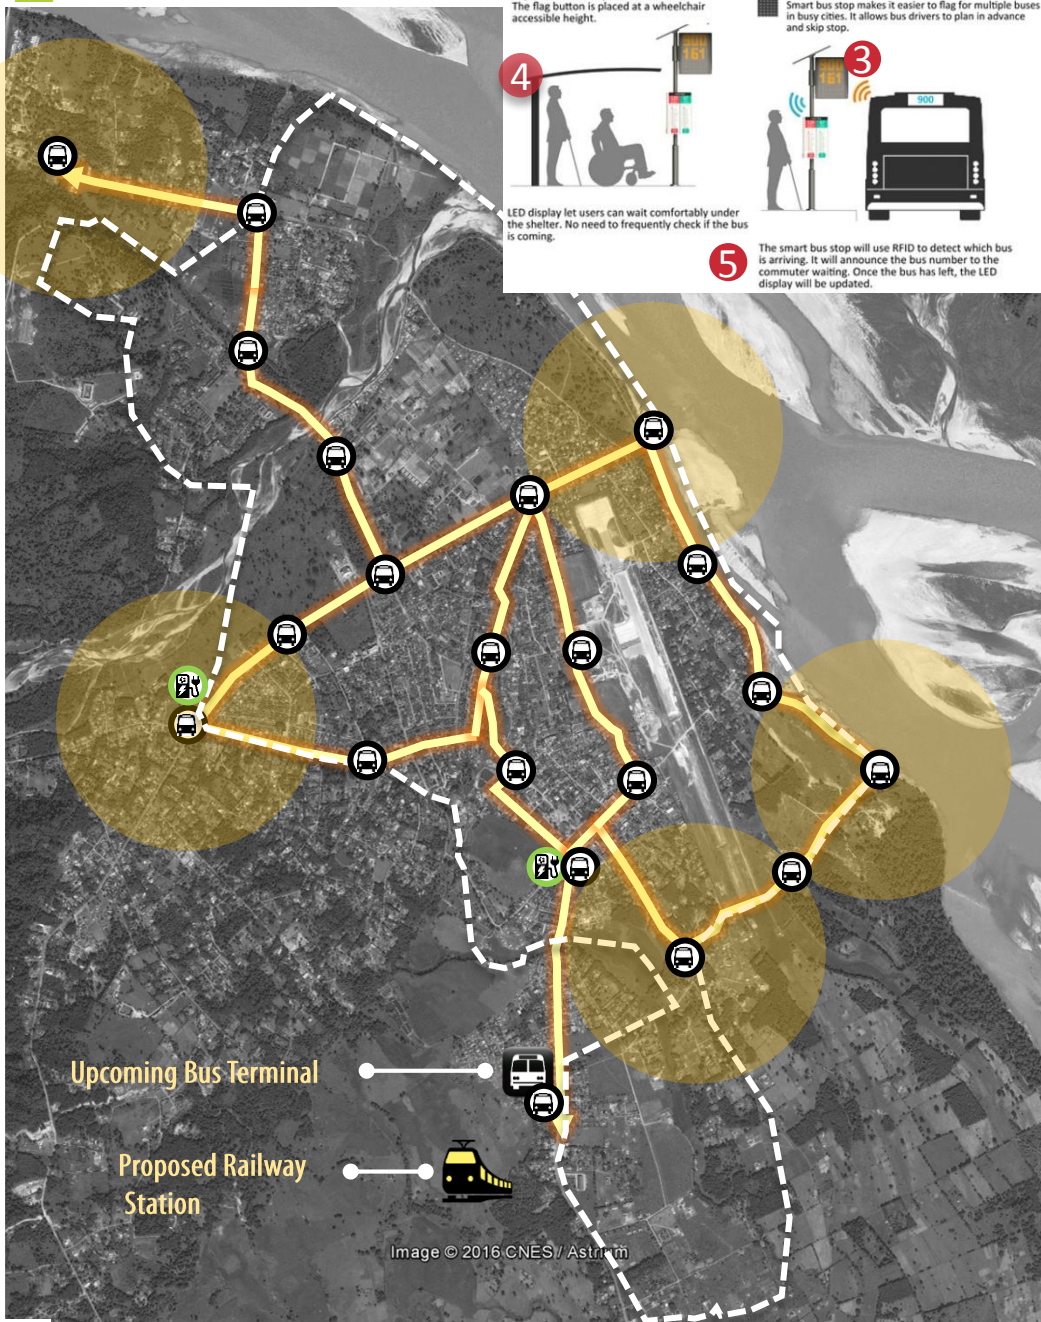 The flag button is placed at a wheelchair
accessible height.
Smart bus stop makes it easier to flag for multiple buses
in busy cities. It allows bus drivers to plan in advance
and skip stop.
4
161
3
161
900
LED display let users can wait comfortably under
the shelter. No need to frequently check if the bus
is coming.
5
The smart bus stop will use RFID to detect which bus
is arriving. It will announce the bus number to the
commuter waiting. Once the bus has left, the LED
display will be updated.
Upcoming Bus Terminal
Proposed Railway
Station
Image © 2016 CNES / Astrium